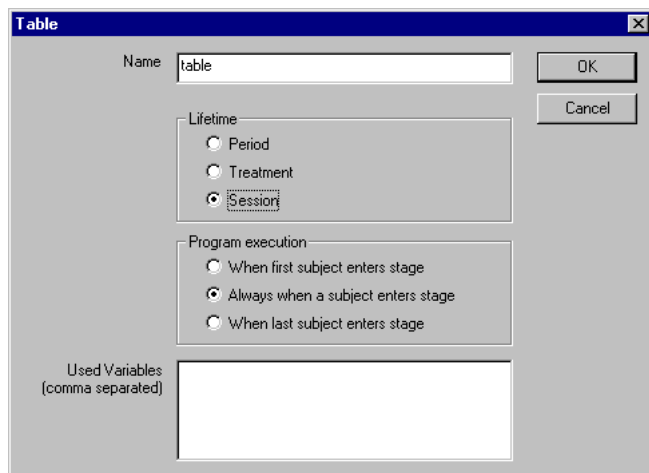 Table
Name
table
OK
Cancel
Lifetime
Period
Treatment
Session
Program execution
When first subject enters stage
Always when a subject enters stage
When last subject enters stage
Used Variables
(comma separated)